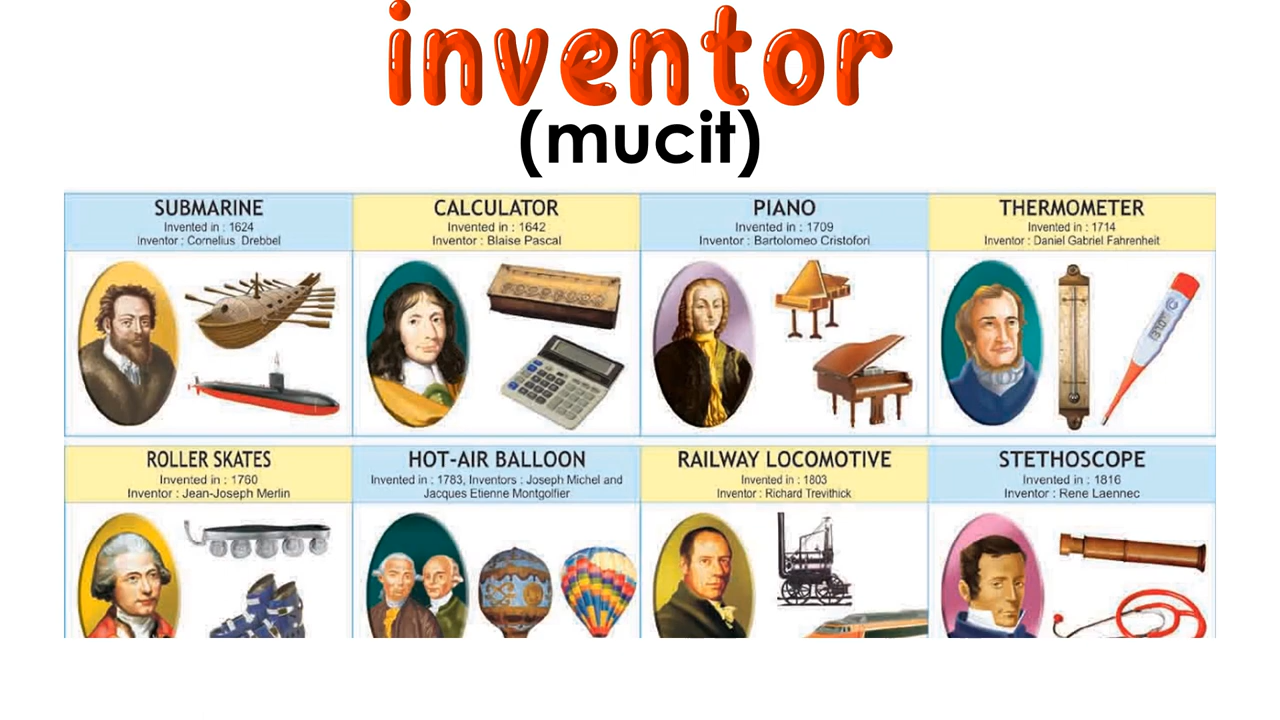 inventor
(mucit)
SUBMARINE
Invented in : 1624
Inventor : Cornelius Drebbel
CALCULATOR
Invented in : 1642
Inventor : Blaise Pascal
PIANO
Invented in : 1709
Inventor : Bartolomeo Cristofori
THERMOMETER
Invented in : 1714
Inventor : Daniel Gabriel Fahrenheit
ROLLER SKATES
Invented in : 1760
Inventor : Jean-Joseph Merlin
HOT-AIR BALLOON
Invented in : 1783, Inventors : Joseph Michel and
Jacques Etienne Montgolfier
RAILWAY LOCOMOTIVE
Invented in : 1803
Inventor : Richard Trevithick
STETHOSCOPE
Invented in : 1816
Inventor : Rene Laennec